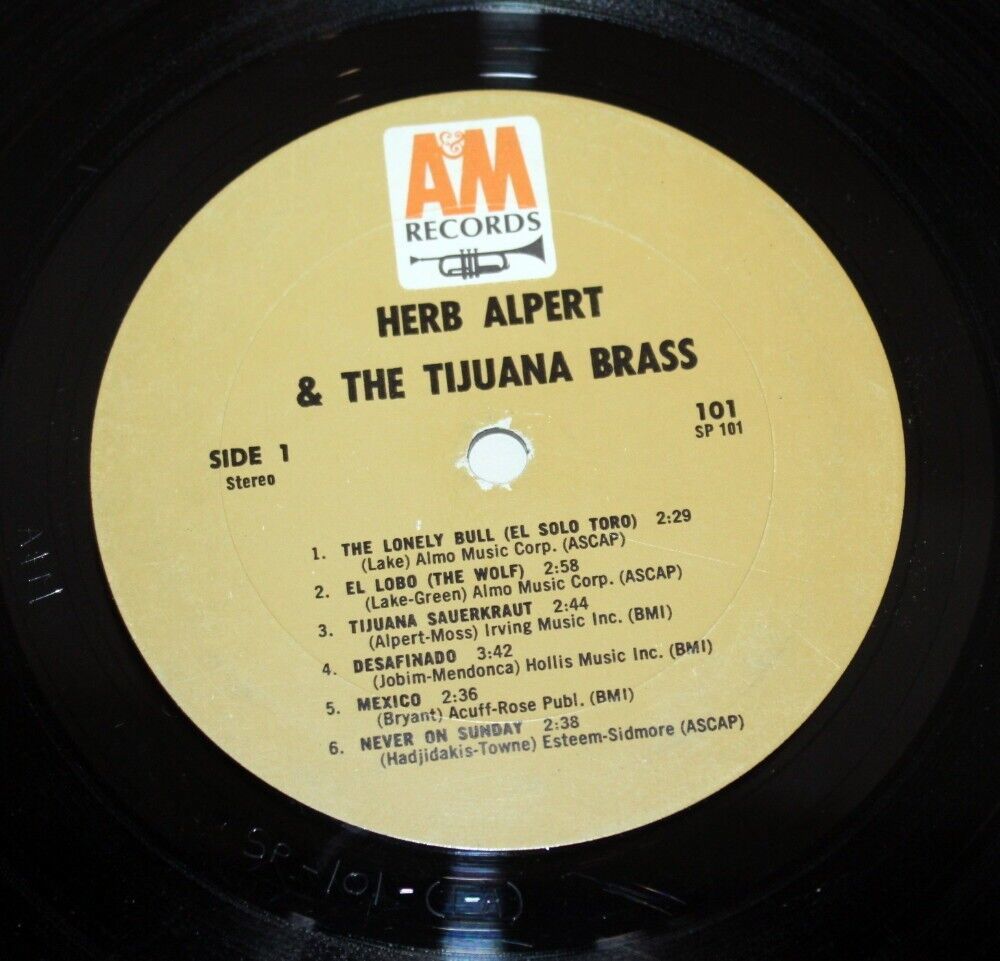 A&M
RECORDS
HERB ALPERT
& THE TIJUANA BRASS
SIDE 1
Stereo
101
SP 101
1. THE LONELY BULL (EL SOLO TORO) 2:29
(Lake) Almo Music Corp. (ASCAP)
2. EL LOBO (THE WOLF) 2:58
(Lake-Green) Almo Music Corp. (ASCAP)
3. TIJUANA SAUERKRAUT 2:44
(Alpert-Moss) Irving Music Inc. (BMI)
4. DESAFINADO 3:42
(Jobim-Mendonca) Hollis Music Inc. (BMI)
5. MEXICO 2:36
(Bryant) Acuff-Rose Publ. (BMI)
6. NEVER ON SUNDAY 2:38
(Hadjidakis-Towne) Esteem-Sidmore (ASCAP)
SP-101-